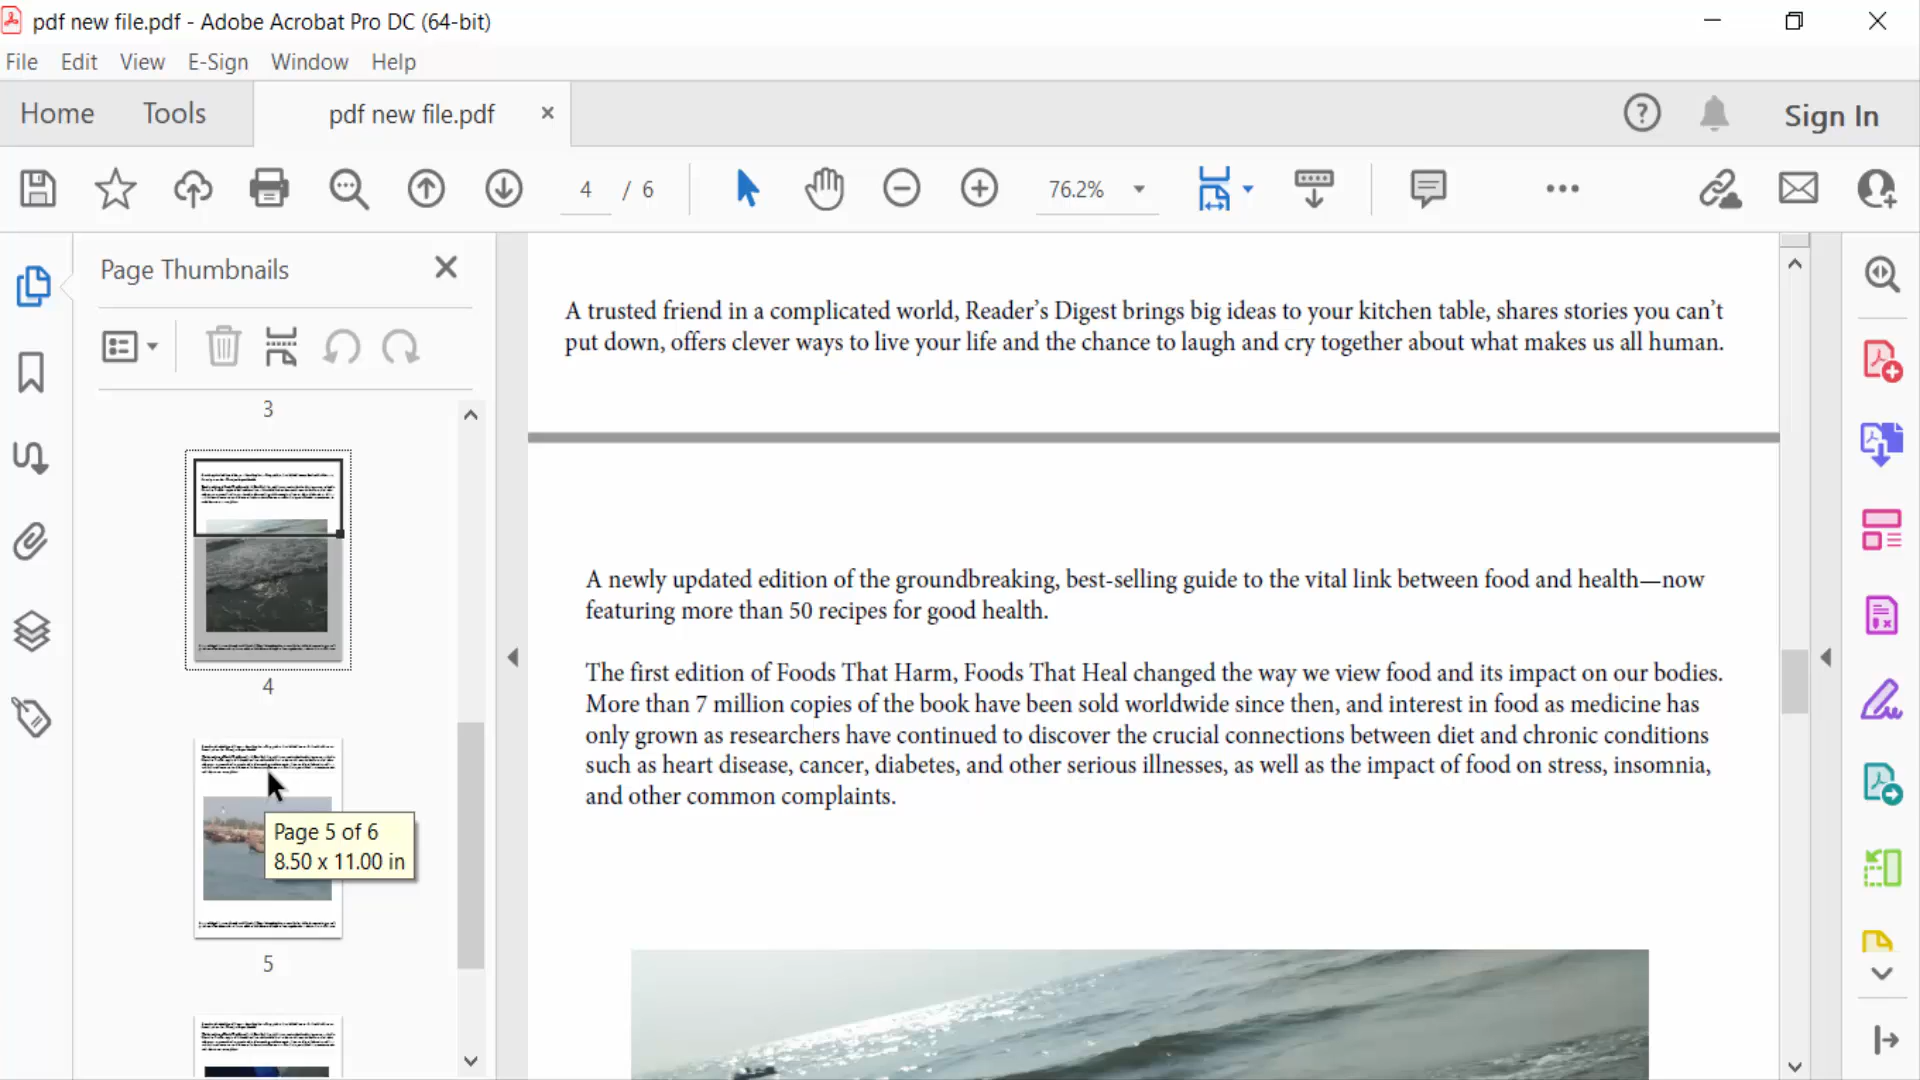 pdf new file.pdf - Adobe Acrobat Pro DC (64-bit)
File Edit View E-Sign Window Help
Home Tools pdf new file.pdf Sign In
4 / 6 76.2%
Page Thumbnails
3
4
Page 5 of 6
8.50 x 11.00 in
5
A trusted friend in a complicated world, Reader’s Digest brings big ideas to your kitchen table, shares stories you can’t
put down, offers clever ways to live your life and the chance to laugh and cry together about what makes us all human.
A newly updated edition of the groundbreaking, best-selling guide to the vital link between food and health—now
featuring more than 50 recipes for good health.
The first edition of Foods That Harm, Foods That Heal changed the way we view food and its impact on our bodies.
More than 7 million copies of the book have been sold worldwide since then, and interest in food as medicine has
only grown as researchers have continued to discover the crucial connections between diet and chronic conditions
such as heart disease, cancer, diabetes, and other serious illnesses, as well as the impact of food on stress, insomnia,
and other common complaints.